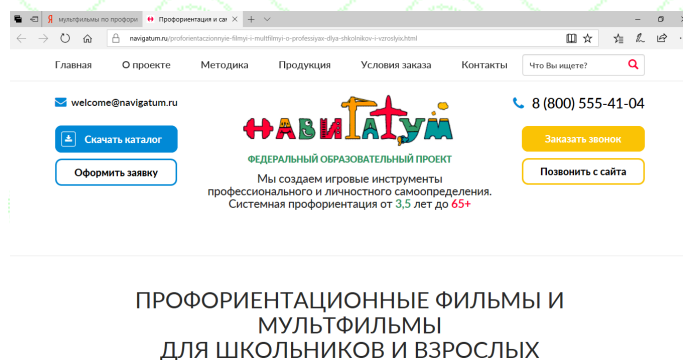 мультфильмы по профори
Профориентация и сам
navigatum.ru/proforientaczionnyie-filmyi-i-multfilmyi-o-professiyax-dlya-shkolnikov-i-vzroslyix.html
Главная О проекте Методика Продукция Условия заказа Контакты Что Вы ищете?
welcome@navigatum.ru
8 (800) 555-41-04
НАВИГАТУМ
Скачать каталог
Заказать звонок
ФЕДЕРАЛЬНЫЙ ОБРАЗОВАТЕЛЬНЫЙ ПРОЕКТ
Оформить заявку
Позвонить с сайта
Мы создаем игровые инструменты
профессионального и личностного самоопределения.
Системная профориентация от 3,5 лет до 65+
ПРОФОРИЕНТАЦИОННЫЕ ФИЛЬМЫ И
МУЛЬТФИЛЬМЫ
ДЛЯ ШКОЛЬНИКОВ И ВЗРОСЛЫХ